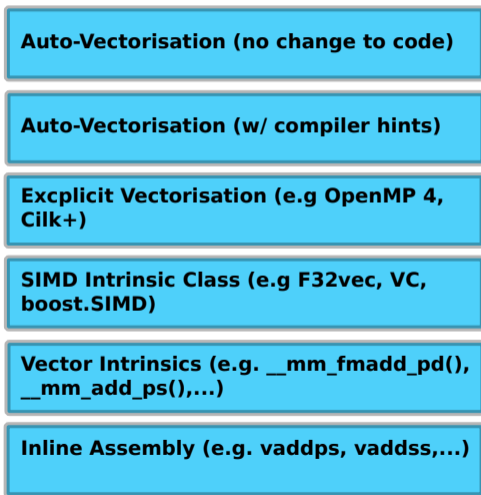 Auto-Vectorisation (no change to code)
Auto-Vectorisation (w/ compiler hints)
Excplicit Vectorisation (e.g OpenMP 4,
Cilk+)
SIMD Intrinsic Class (e.g F32vec, VC,
boost.SIMD)
Vector Intrinsics (e.g. __mm_fmadd_pd(),
__mm_add_ps(),...)
Inline Assembly (e.g. vaddps, vaddss,...)